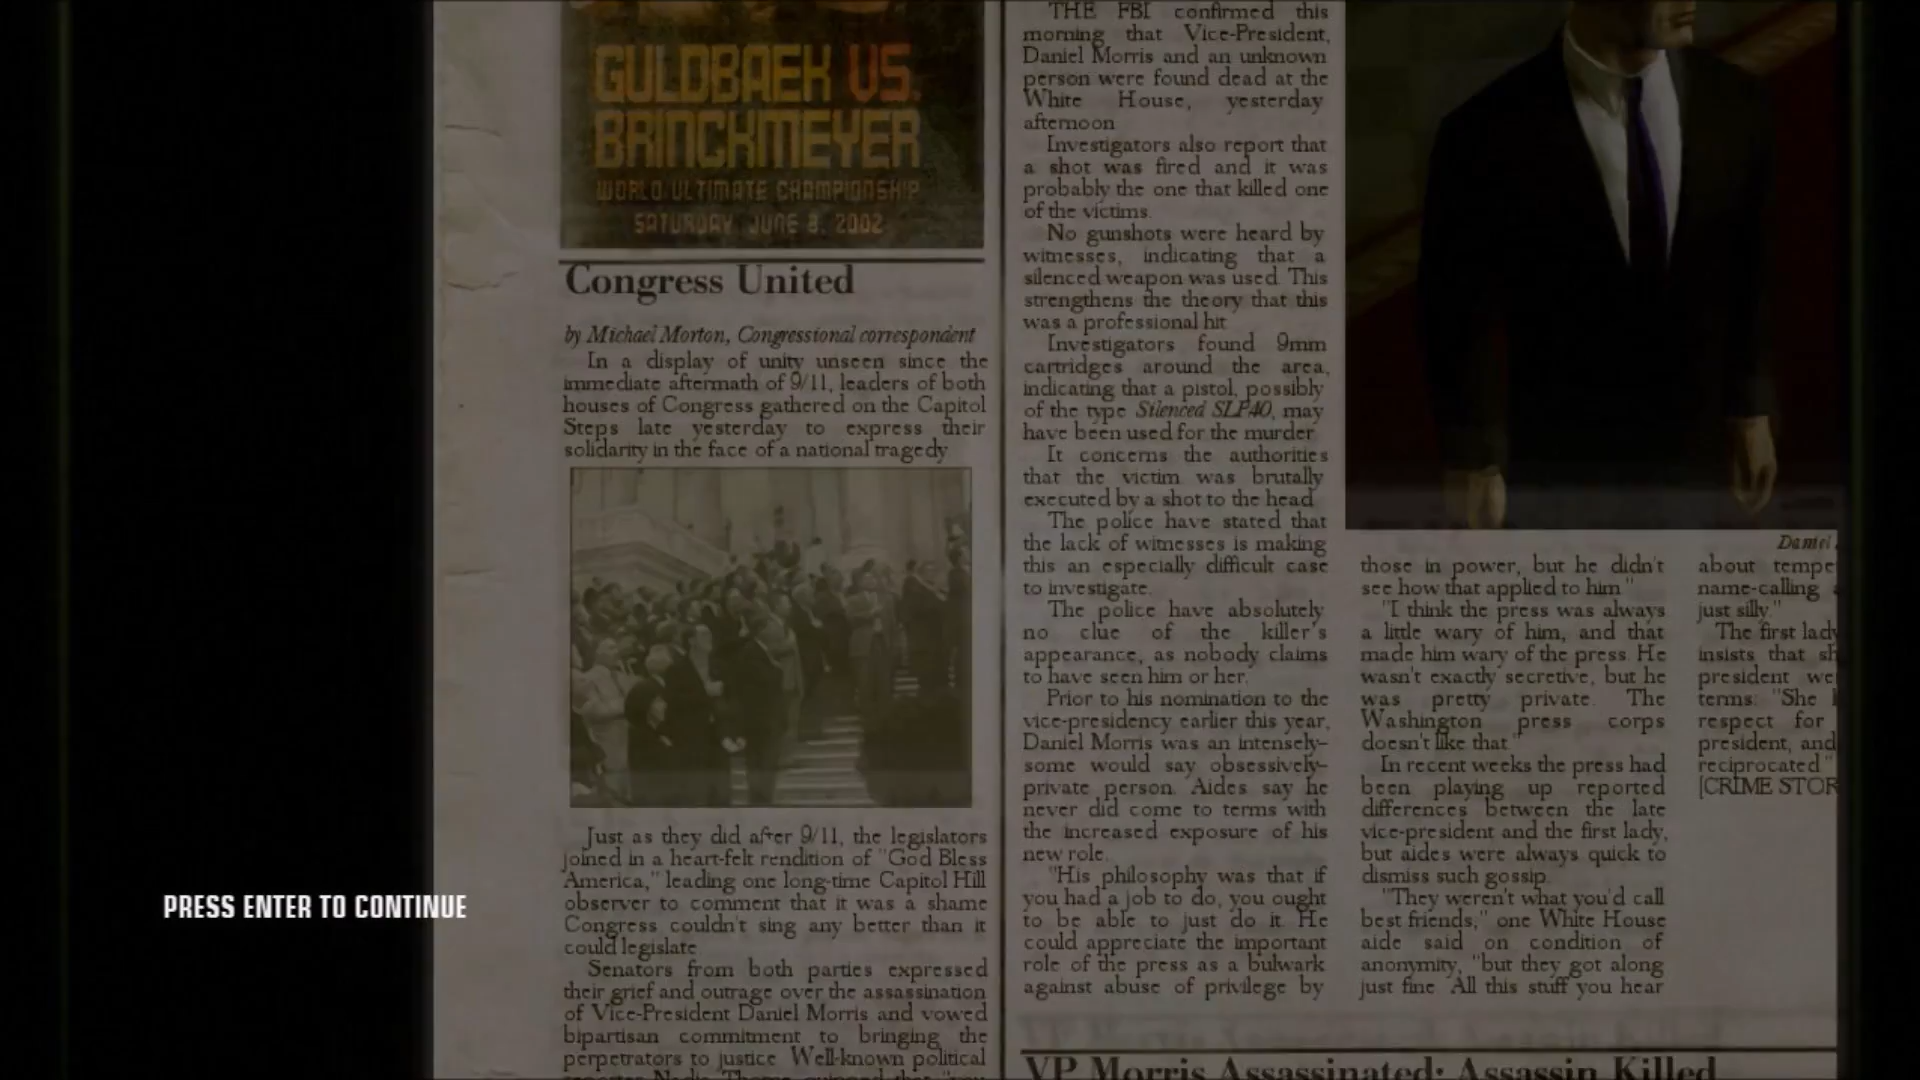 GULDBAEK VS.
BRINCKMEYER
WORLD ULTIMATE CHAMPIONSHIP
SATURDAY, JUNE 8, 2002
Congress United
by Michael Morton, Congressional correspondent
In a display of unity unseen since the
immediate aftermath of 9/11, leaders of both
houses of Congress gathered on the Capitol
Steps late yesterday to express their
solidarity in the face of a national tragedy
Just as they did after 9/11, the legislators
joined in a heart-felt rendition of "God Bless
America," leading one long-time Capitol Hill
observer to comment that it was a shame
Congress couldn't sing any better than it
could legislate
Senators from both parties expressed
their grief and outrage over the assassination
of Vice-President Daniel Morris and vowed
bipartisan commitment to bringing the
perpetrators to justice. Well-known political
THE FBI confirmed this
morning that Vice-President,
Daniel Morris and an unknown
person were found dead at the
White House, yesterday
afternoon
Investigators also report that
a shot was fired and it was
probably the one that killed one
of the victims.
No gunshots were heard by
witnesses, indicating that a
silenced weapon was used. This
strengthens the theory that this
was a professional hit
Investigators found 9mm
cartridges around the area,
indicating that a pistol, possibly
of the type Silenced SLP40, may
have been used for the murder
It concerns the authorities
that the victim was brutally
executed by a shot to the head
The police have stated that
the lack of witnesses is making
this an especially difficult case
to investigate.
The police have absolutely
no clue of the killer's
appearance, as nobody claims
to have seen him or her.
Prior to his nomination to the
vice-presidency earlier this year,
Daniel Morris was an intensely-
some would say obsessively-
private person. Aides say he
never did come to terms with
the increased exposure of his
new role.
"His philosophy was that if
you had a job to do, you ought
to be able to just do it. He
could appreciate the important
role of the press as a bulwark
against abuse of privilege by
those in power, but he didn't
see how that applied to him"
"I think the press was always
a little wary of him, and that
made him wary of the press. He
wasn't exactly secretive, but he
was pretty private. The
Washington press corps
doesn't like that."
In recent weeks the press had
been playing up reported
differences between the late
vice-president and the first lady,
but aides were always quick to
dismiss such gossip.
"They weren't what you'd call
best friends," one White House
aide said on condition of
anonymity, "but they got along
just fine. All this stuff you hear
Daniel
about tempe
name-calling
just silly."
The first lady
insists that sh
president we
terms: "She
respect for
president, and
reciprocated"
[CRIME STOR
VP Morris Assassinated: Assassin Killed
PRESS ENTER TO CONTINUE